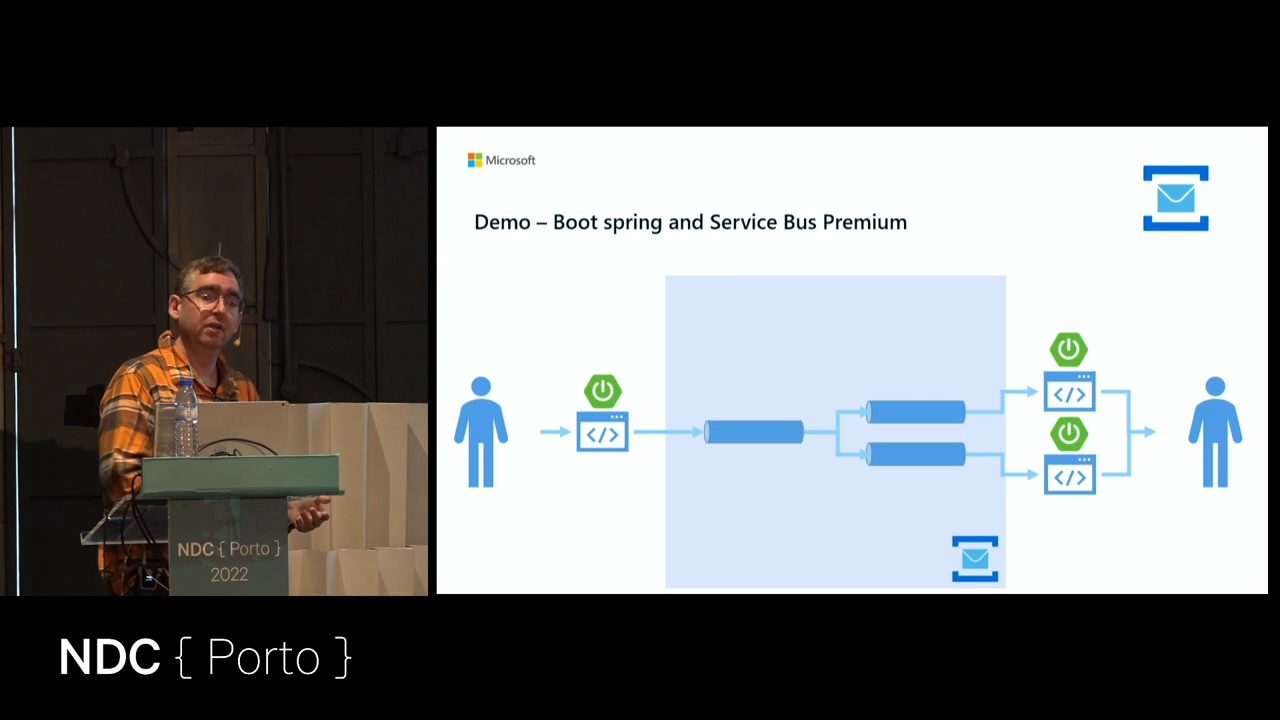 Microsoft
Demo – Boot spring and Service Bus Premium
</>
</>
</>
NDC { Porto }
2022
NDC { Porto }